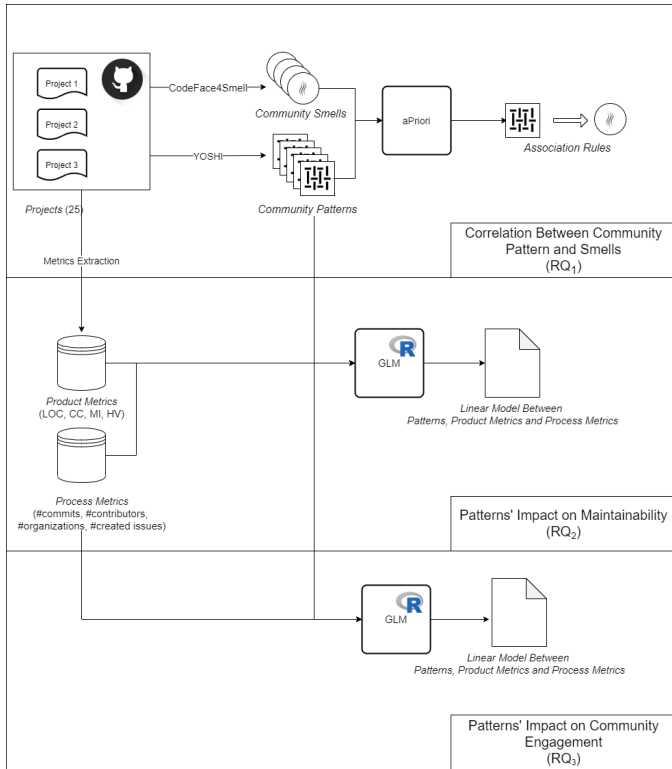 Project 1
Project 2
Project 3
Projects (25)
CodeFace4Smell
YOSHI
Community Smells
Community Patterns
aPriori
Association Rules
Correlation Between Community
Pattern and Smells
(RQ1)
Metrics Extraction
Product Metrics
(LOC, CC, MI, HV)
Process Metrics
(#commits, #contributors,
#organizations, #created issues)
R
GLM
Linear Model Between
Patterns, Product Metrics and Process Metrics
Patterns' Impact on Maintainability
(RQ2)
R
GLM
Linear Model Between
Patterns, Product Metrics and Process Metrics
Patterns' Impact on Community
Engagement
(RQ3)